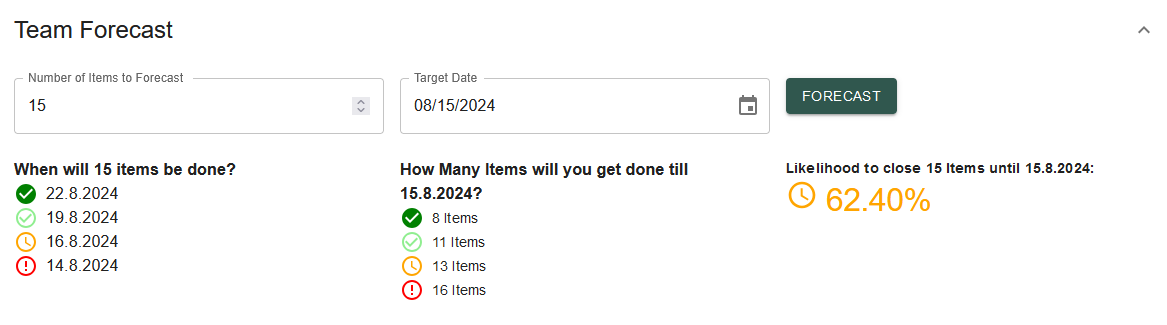 Team Forecast
Number of Items to Forecast
15
Target Date
08/15/2024
FORECAST
When will 15 items be done?
22.8.2024
19.8.2024
16.8.2024
14.8.2024
How Many Items will you get done till
15.8.2024?
8 Items
11 Items
13 Items
16 Items
Likelihood to close 15 Items until 15.8.2024:
62.40%